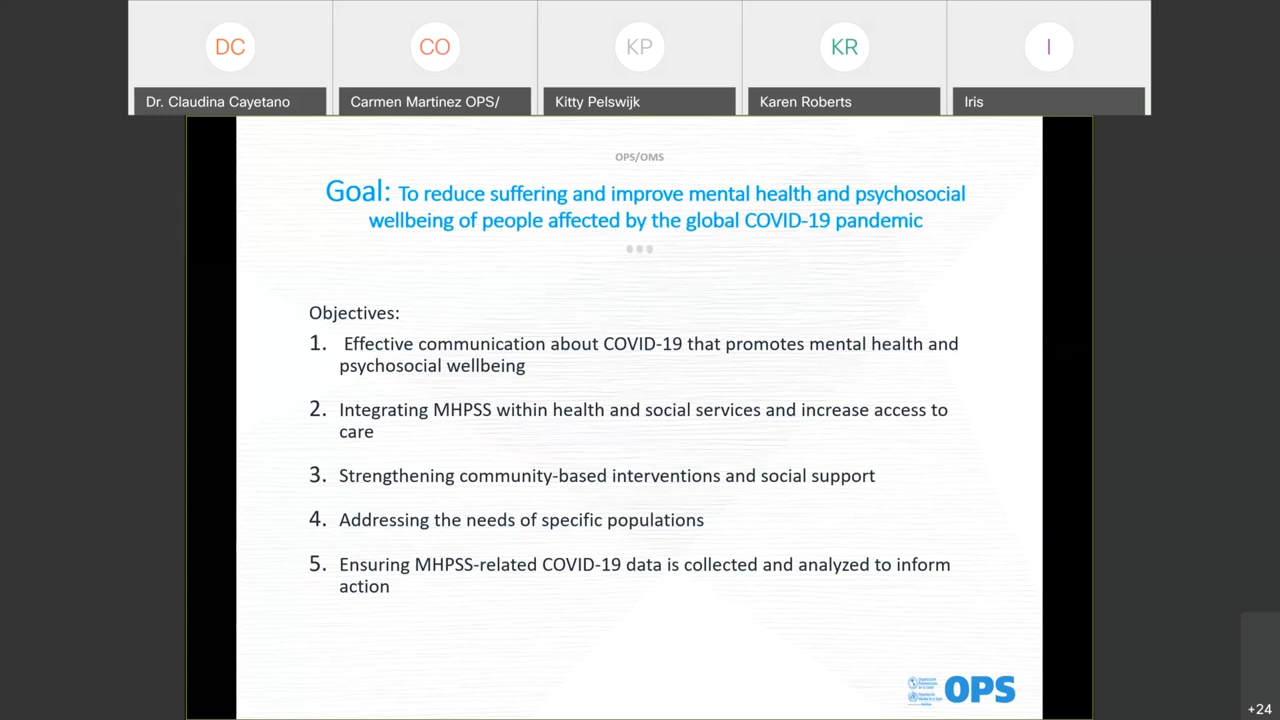 DC
CO
KP
KR
I
Dr. Claudina Cayetano
Carmen Martinez OPS/
Kitty Pelswijk
Karen Roberts
Iris
OPS/OMS
Goal: To reduce suffering and improve mental health and psychosocial
wellbeing of people affected by the global COVID-19 pandemic
Objectives:
1. Effective communication about COVID-19 that promotes mental health and
psychosocial wellbeing
2. Integrating MHPSS within health and social services and increase access to
care
3. Strengthening community-based interventions and social support
4. Addressing the needs of specific populations
5. Ensuring MHPSS-related COVID-19 data is collected and analyzed to inform
action
OPS
+24